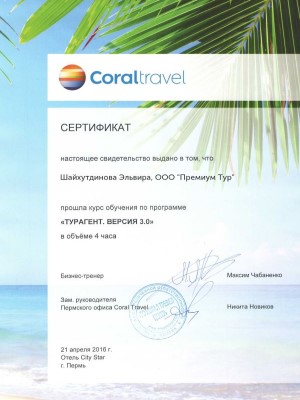 Coraltravel
СЕРТИФИКАТ
настоящее свидетельство выдано в том, что
Шайхутдинова Эльвира, ООО "Премиум Тур"
прошла курс обучения по программе
«ТУРАГЕНТ. ВЕРСИЯ 3.0»
в объёме 4 часа
Бизнес-тренер
Максим Чабаненко
Зам. руководителя
Пермского офиса Coral Travel
Никита Новиков
21 апреля 2016 г.
Отель City Star
г. Пермь